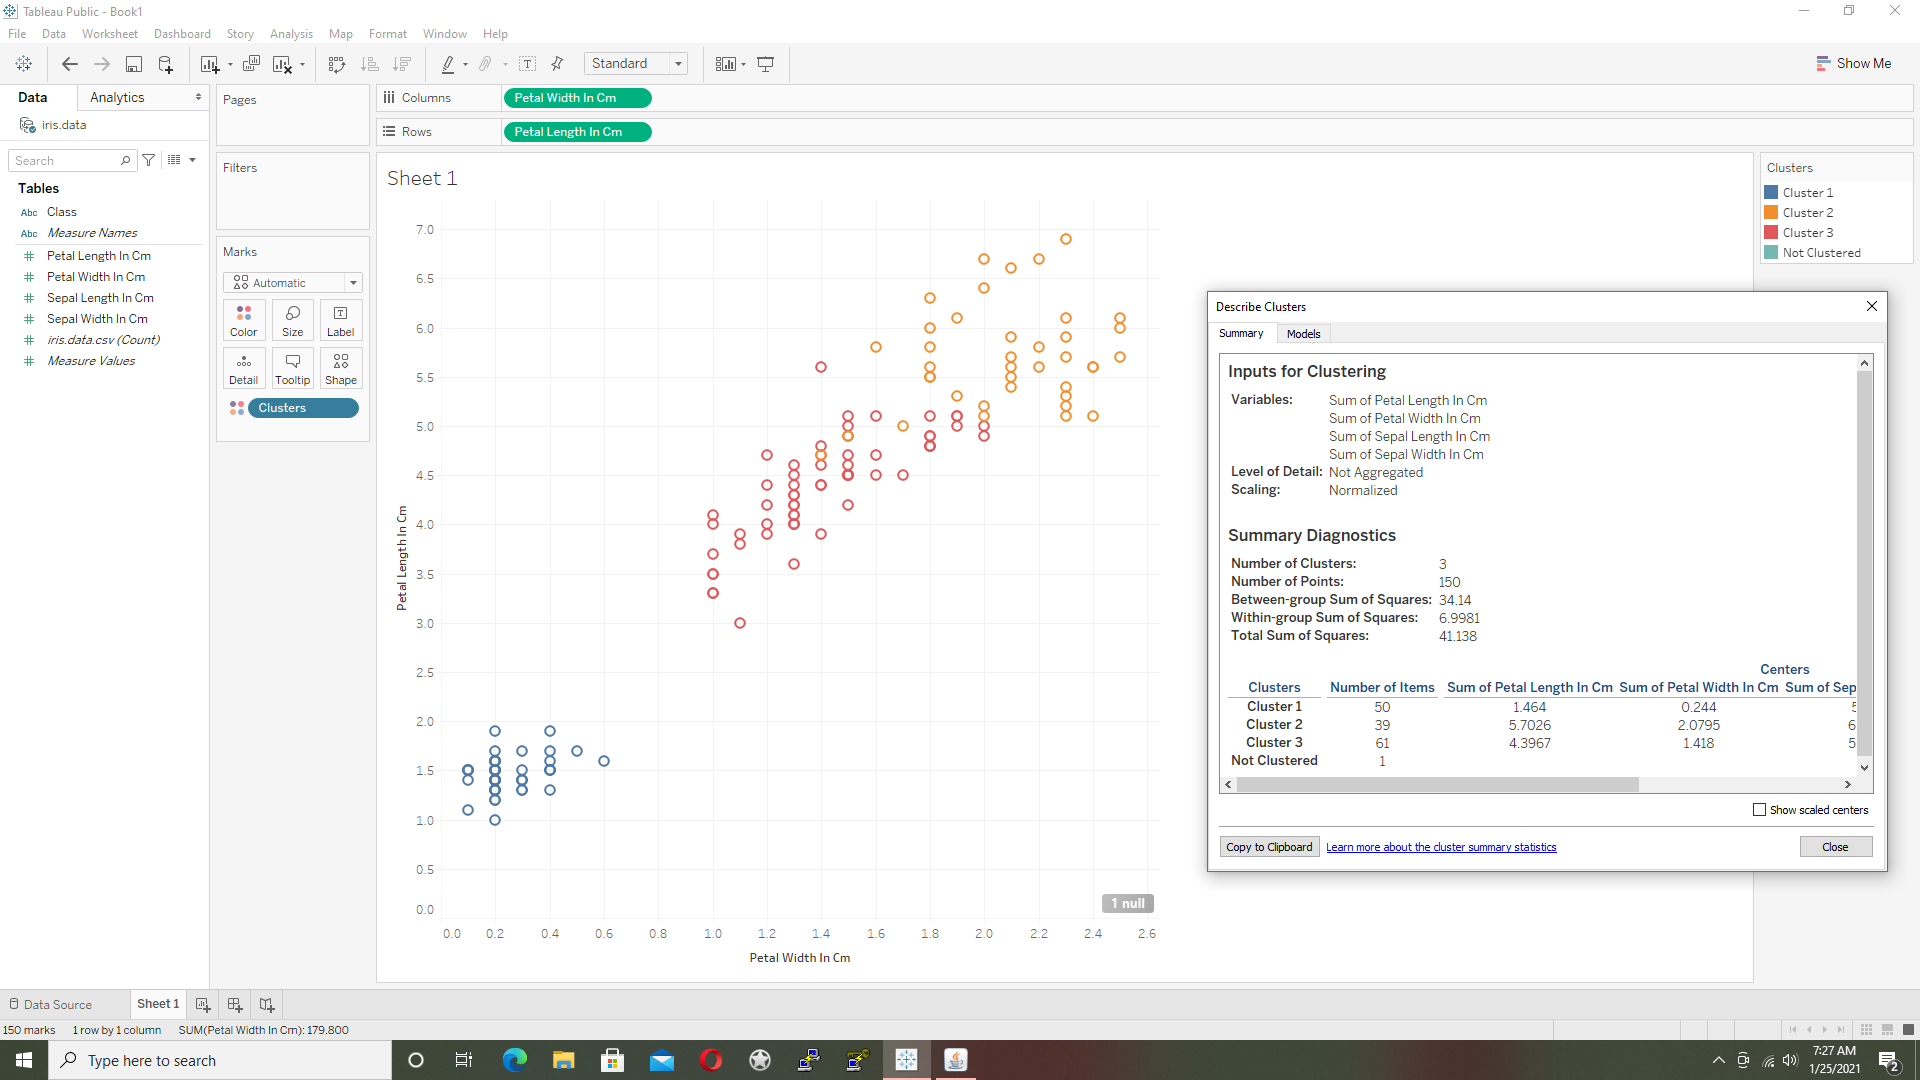 Tableau Public - Book1
File Data Worksheet Dashboard Story Analysis Map Format Window Help
Standard
Show Me
Data
Analytics
iris.data
Search
Tables
Abc Class
Abc Measure Names
# Petal Length In Cm
# Petal Width In Cm
# Sepal Length In Cm
# Sepal Width In Cm
# iris.data.csv (Count)
# Measure Values
Pages
Filters
Marks
Automatic
Color Size Label
Detail Tooltip Shape
Clusters
Columns Petal Width In Cm
Rows Petal Length In Cm
Sheet 1
7.0
6.5
6.0
5.5
5.0
4.5
4.0
3.5
3.0
2.5
2.0
1.5
1.0
0.5
0.0
Petal Length In Cm
1 null
0.0 0.2 0.4 0.6 0.8 1.0 1.2 1.4 1.6 1.8 2.0 2.2 2.4 2.6
Petal Width In Cm
Clusters
Cluster 1
Cluster 2
Cluster 3
Not Clustered
Describe Clusters
Summary Models
Inputs for Clustering
Variables: Sum of Petal Length In Cm
Sum of Petal Width In Cm
Sum of Sepal Length In Cm
Sum of Sepal Width In Cm
Level of Detail: Not Aggregated
Scaling: Normalized
Summary Diagnostics
Number of Clusters: 3
Number of Points: 150
Between-group Sum of Squares: 34.14
Within-group Sum of Squares: 6.9981
Total Sum of Squares: 41.138
Centers
Clusters Number of Items Sum of Petal Length In Cm Sum of Petal Width In Cm Sum of Sep
Cluster 1 50 1.464 0.244 5
Cluster 2 39 5.7026 2.0795 6
Cluster 3 61 4.3967 1.418 5
Not Clustered 1
Show scaled centers
Copy to Clipboard Learn more about the cluster summary statistics Close
Data Source Sheet 1
150 marks 1 row by 1 column SUM(Petal Width In Cm): 179.800
Type here to search
7:27 AM
1/25/2021
2